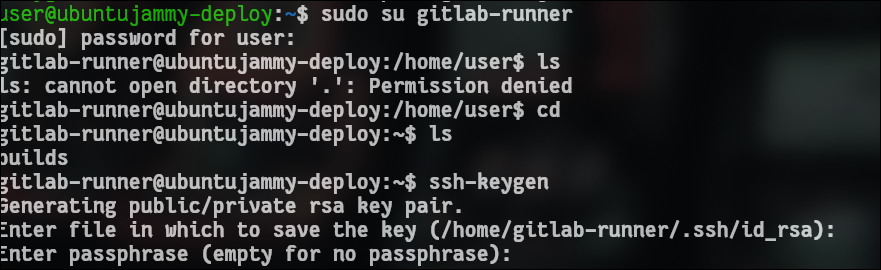 user@ubuntujammy-deploy:~$ sudo su gitlab-runner
[sudo] password for user:
gitlab-runner@ubuntujammy-deploy:/home/user$ ls
ls: cannot open directory '.': Permission denied
gitlab-runner@ubuntujammy-deploy:/home/user$ cd
gitlab-runner@ubuntujammy-deploy:~$ ls
builds
gitlab-runner@ubuntujammy-deploy:~$ ssh-keygen
Generating public/private rsa key pair.
Enter file in which to save the key (/home/gitlab-runner/.ssh/id_rsa):
Enter passphrase (empty for no passphrase):